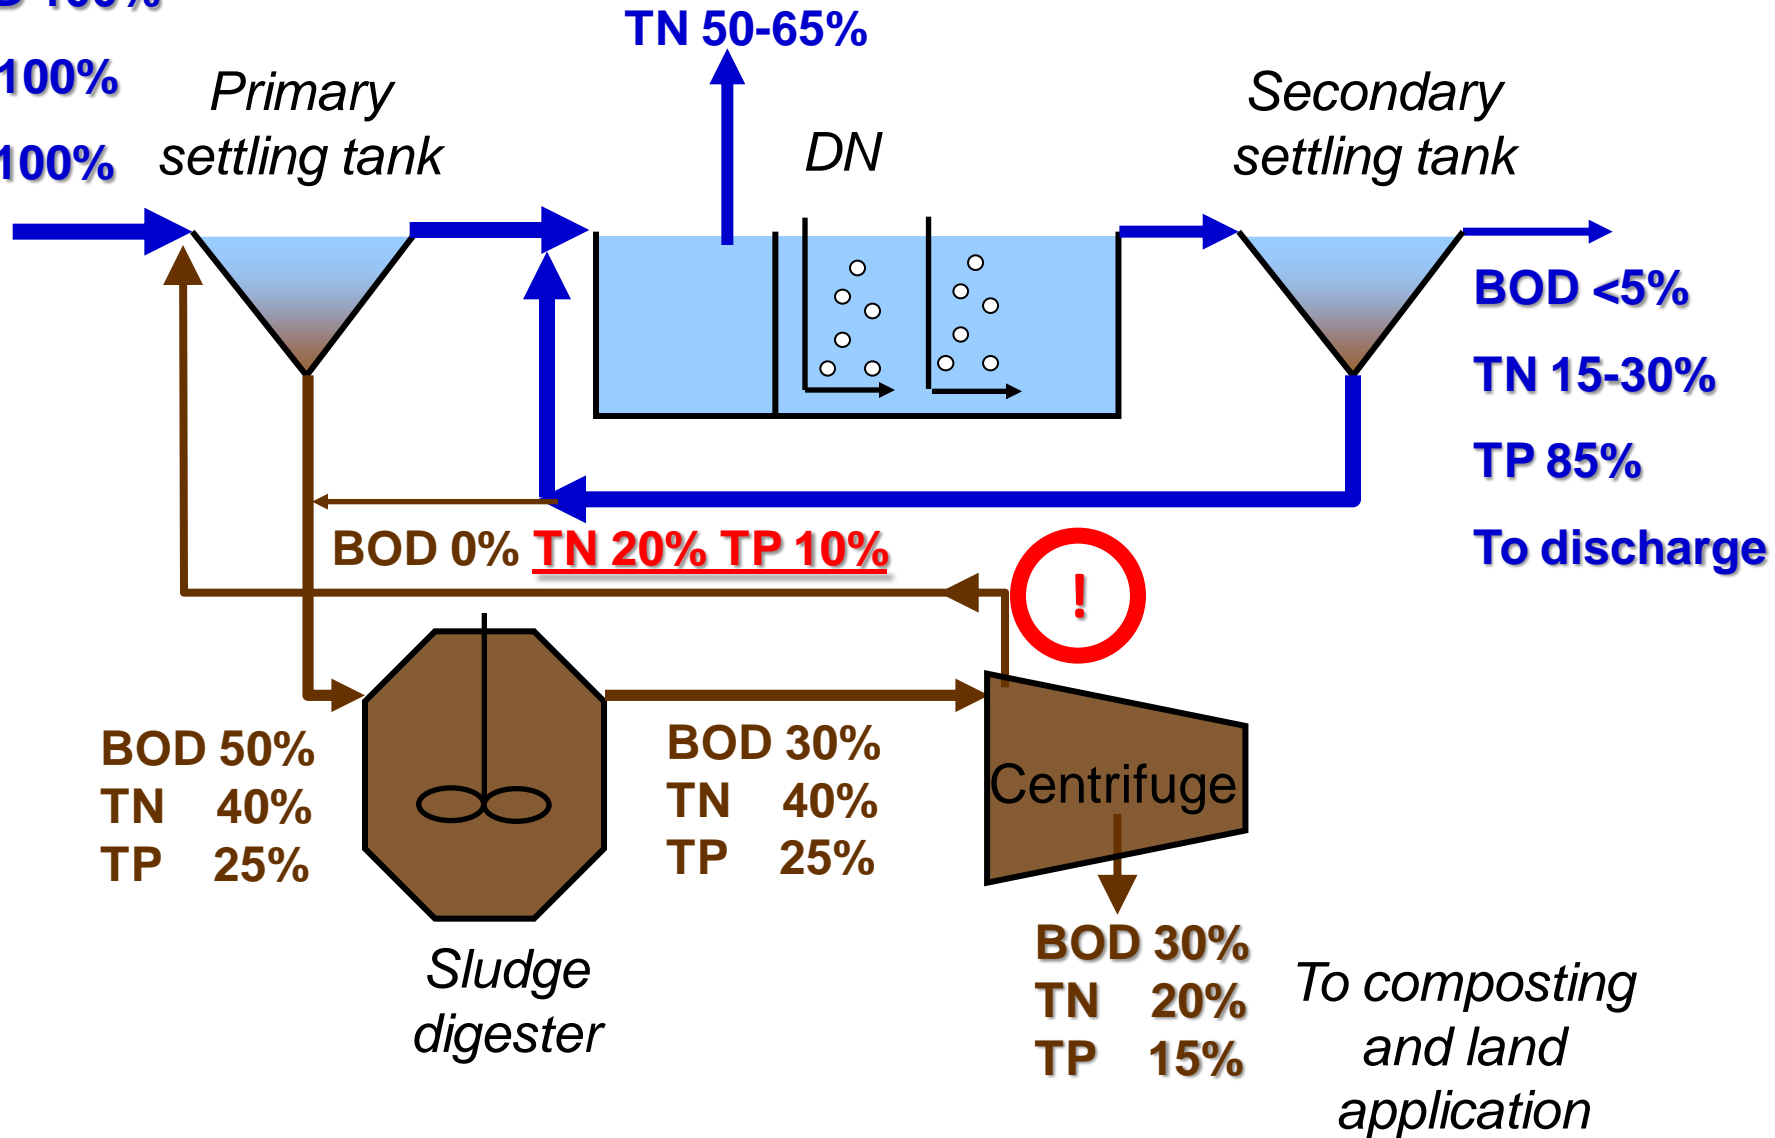 100%
TN 50-65%
100%
100%
Primary
settling tank
DN
Secondary
settling tank
BOD <5%
TN 15-30%
TP 85%
To discharge
BOD 0% TN 20% TP 10%
!
BOD 50%
TN 40%
TP 25%
BOD 30%
TN 40%
TP 25%
Centrifuge
Sludge
digester
BOD 30%
TN 20%
TP 15%
To composting
and land
application